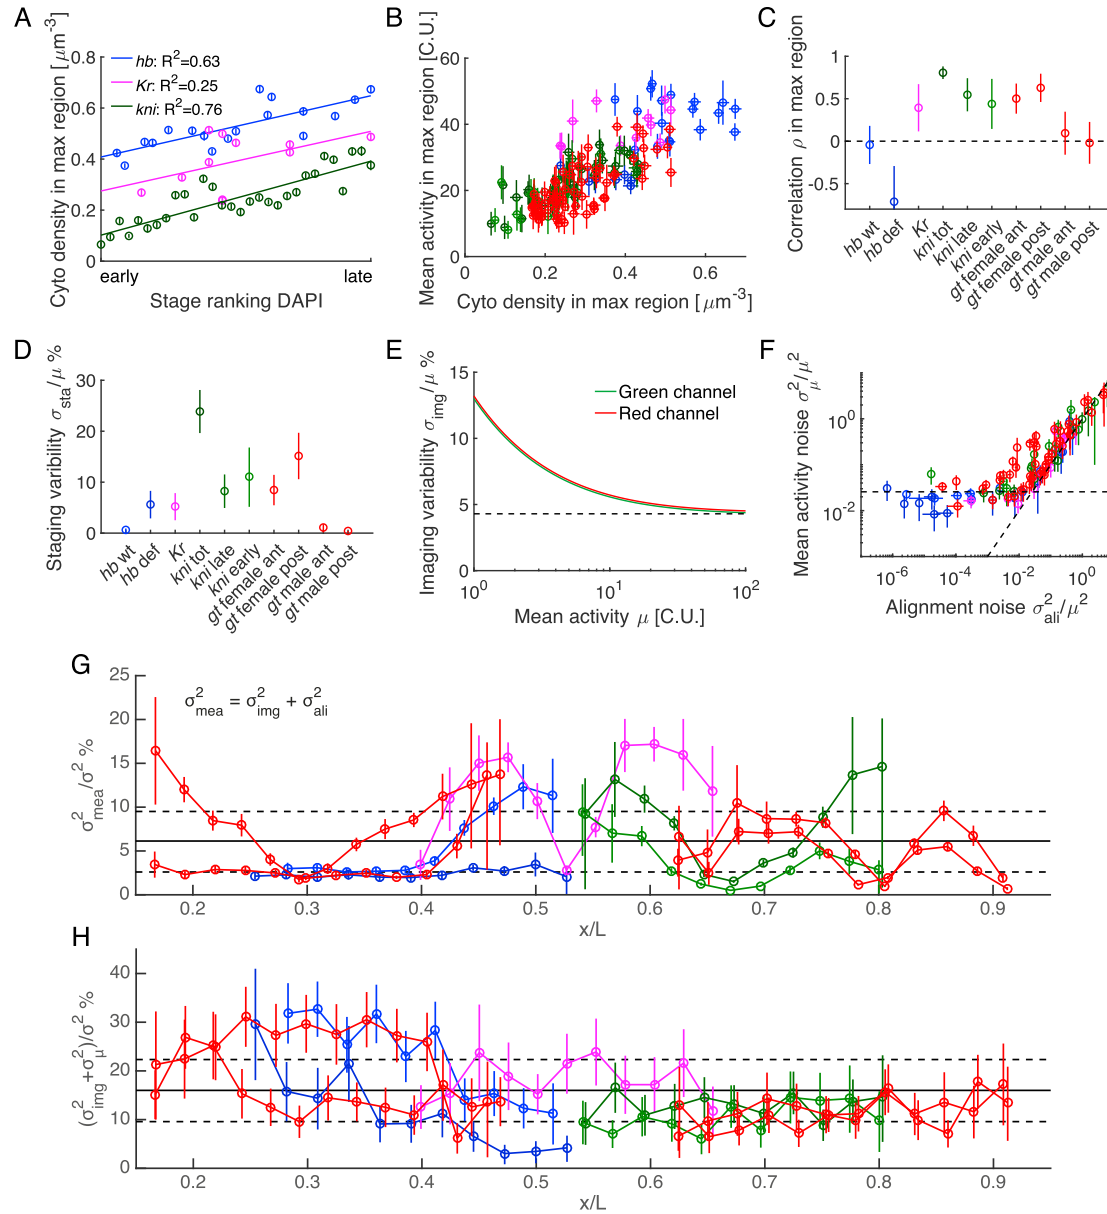 A
Cyto density in max region [μm⁻³]
0.8
0.6
0.4
0.2
0
hb: R²=0.63
Kr: R²=0.25
kni: R²=0.76
early
late
Stage ranking DAPI
B
Mean activity in max region [C.U.]
60
40
20
0
0.2
0.4
0.6
Cyto density in max region [μm⁻³]
C
Correlation ρ in max region
1
0.5
0
-0.5
hb wt
hb def
Kr
kni tot
kni late
kni early
gt female ant
gt female post
gt male ant
gt male post
D
Staging varibility σsta/μ %
30
20
10
0
hb wt
hb def
Kr
kni tot
kni late
kni early
gt female ant
gt female post
gt male ant
gt male post
E
Imaging variability σimg/μ %
15
10
5
0
Green channel
Red channel
10⁰
10¹
10²
Mean activity μ [C.U.]
F
Mean activity noise σ²μ/μ²
10⁰
10⁻²
10⁻⁶
10⁻⁴
10⁻²
10⁰
Alignment noise σ²ali/μ²
G
σ²mea/σ² %
25
20
15
10
5
0
σ²mea = σ²img + σ²ali
0.2
0.3
0.4
0.5
0.6
0.7
0.8
0.9
x/L
H
(σ²img+σ²μ)/σ² %
40
30
20
10
0
0.2
0.3
0.4
0.5
0.6
0.7
0.8
0.9
x/L